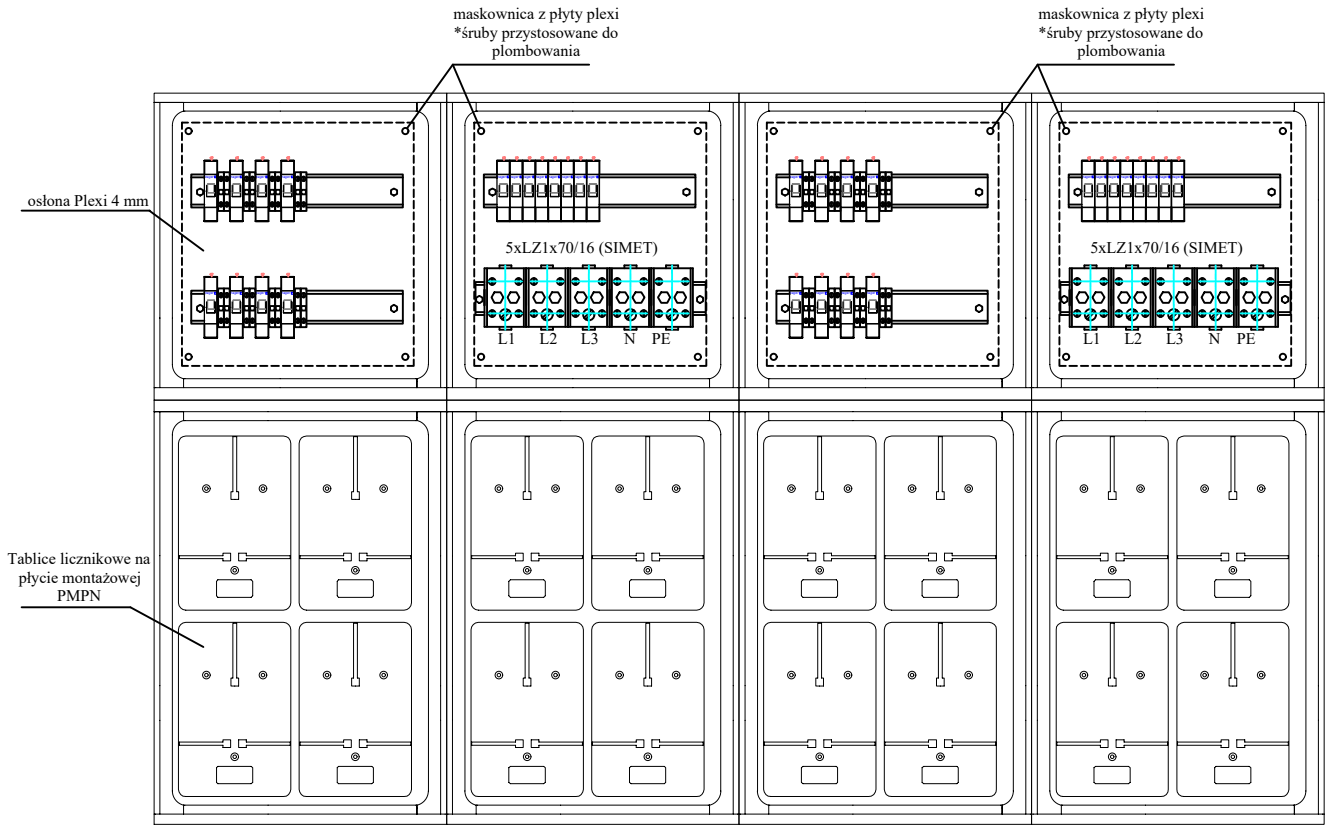 maskownica z płyty plexi
*śruby przystosowane do
plombowania
maskownica z płyty plexi
*śruby przystosowane do
plombowania
osłona Plexi 4 mm
5xLZ1x70/16 (SIMET)
L1 L2 L3 N PE
5xLZ1x70/16 (SIMET)
L1 L2 L3 N PE
Tablice licznikowe na
płycie montażowej
PMPN